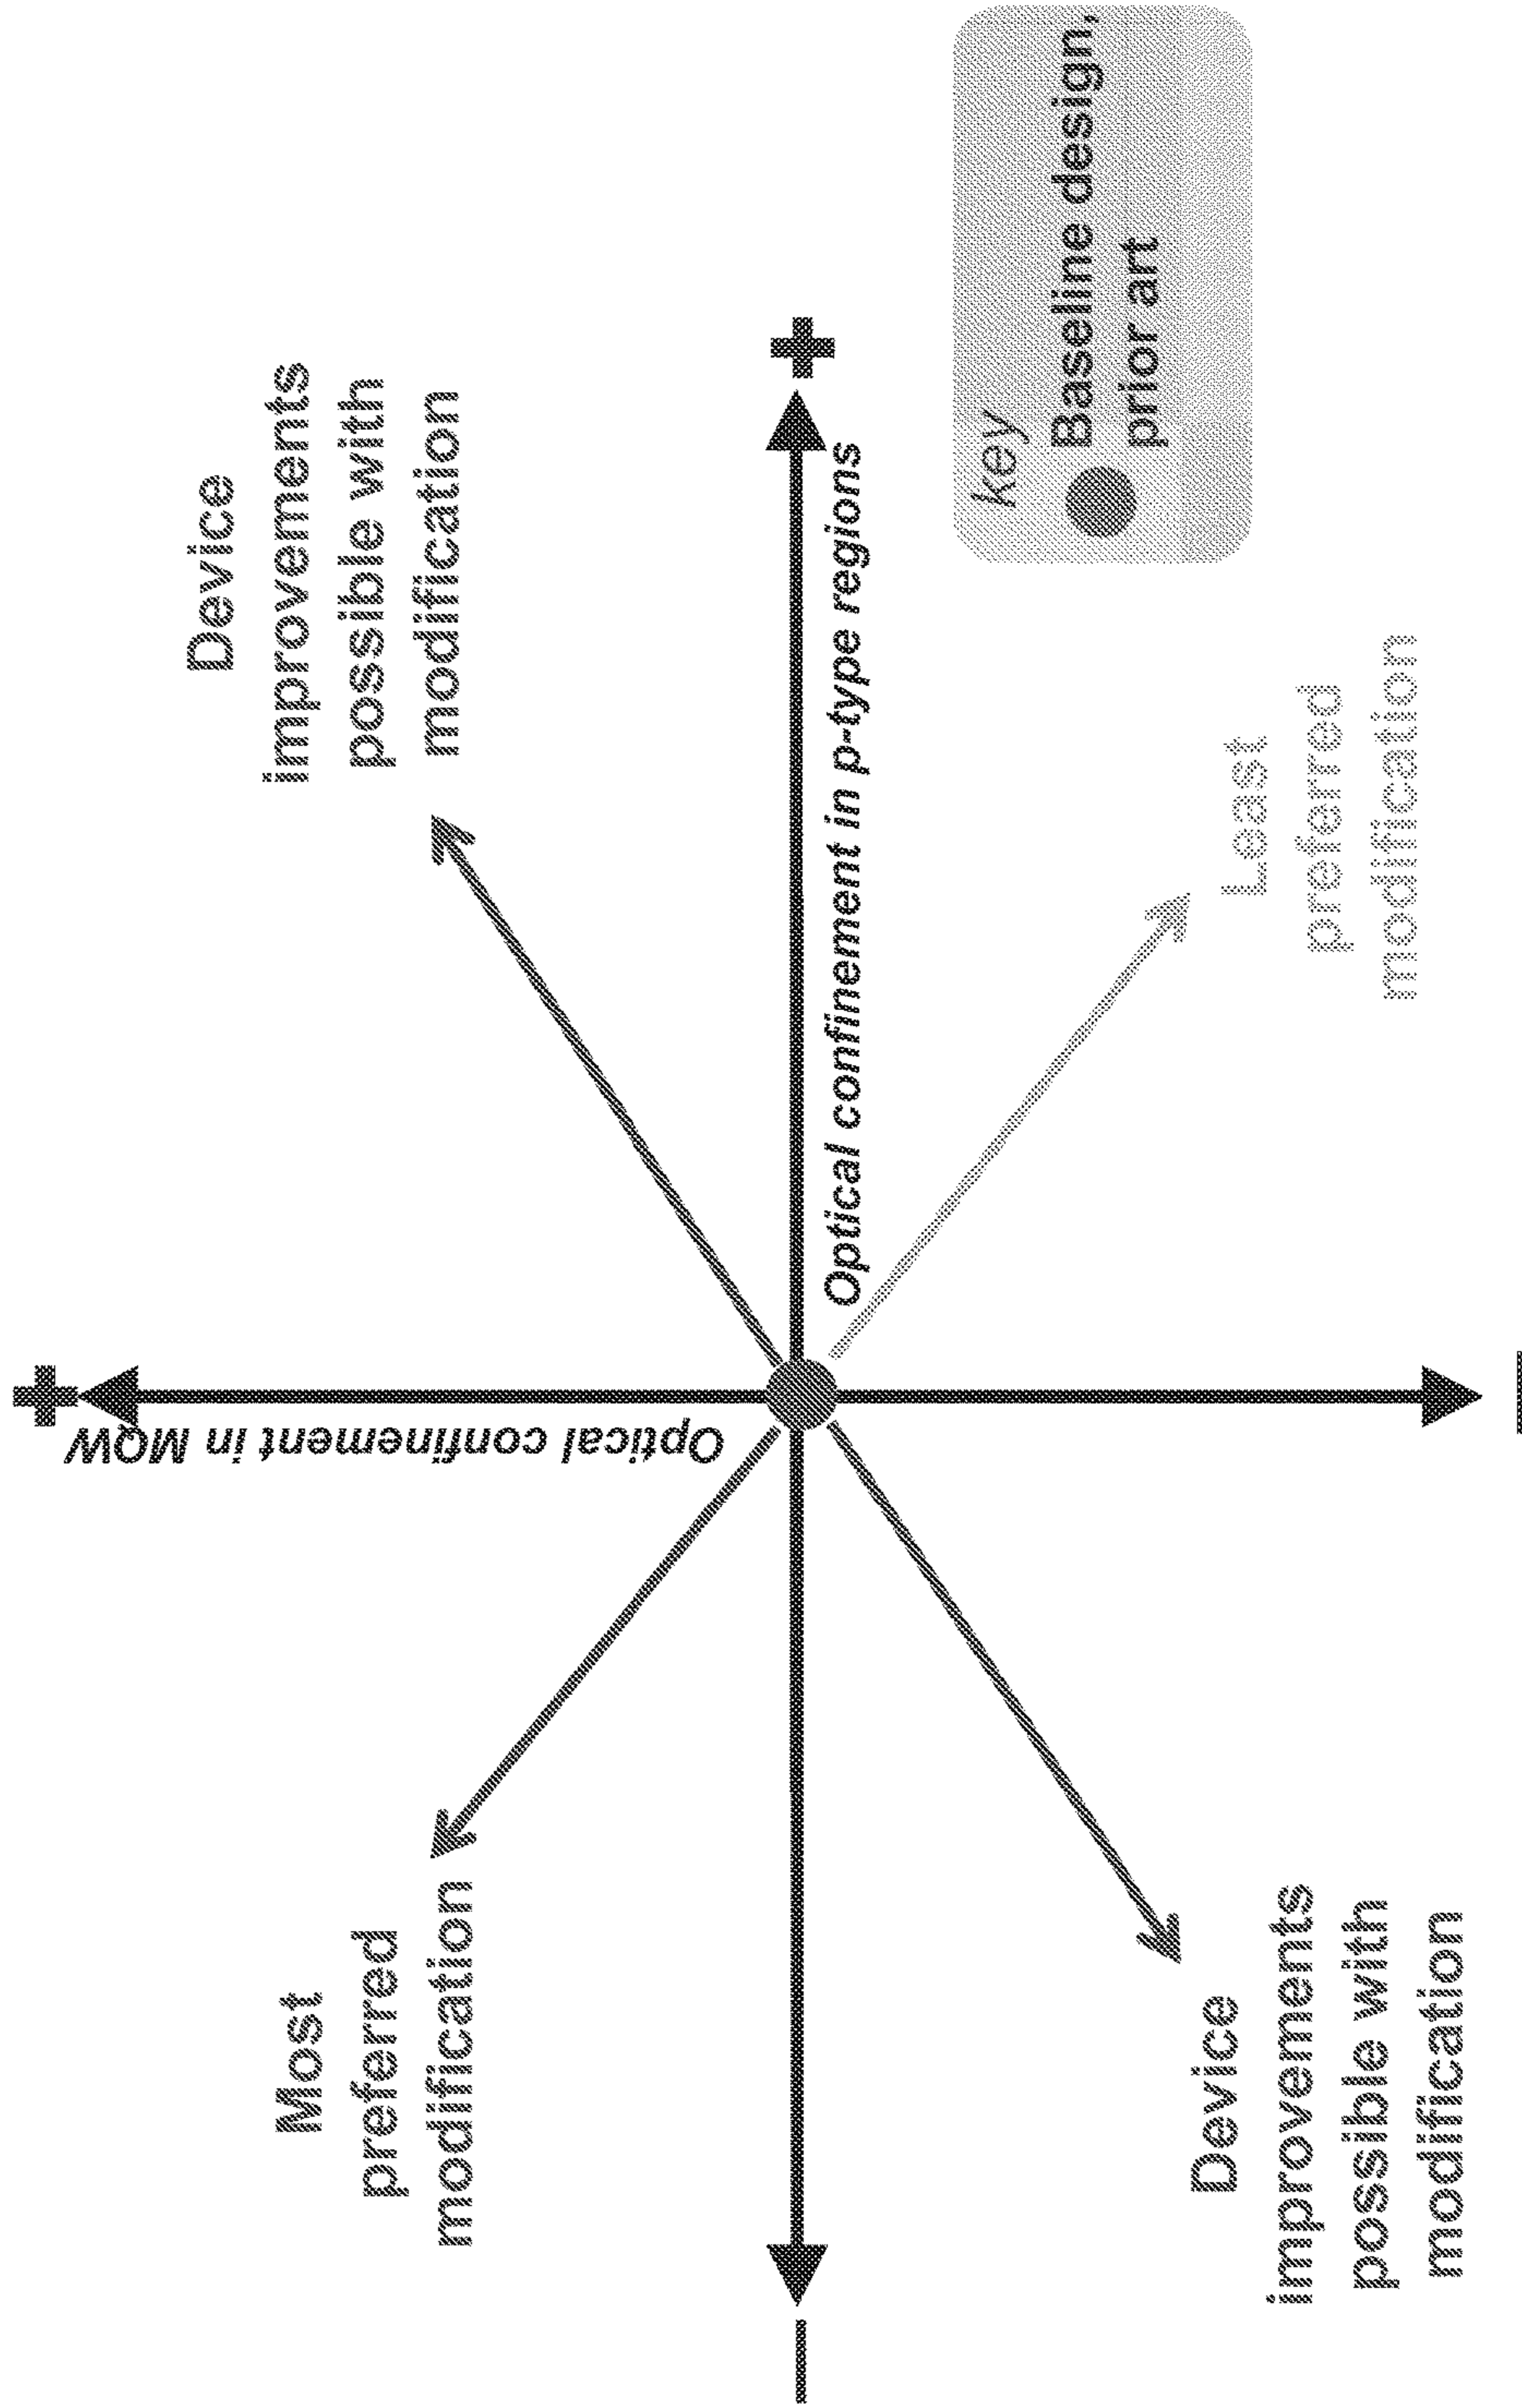 Device
improvements
possible with
modification
Most
preferred
modification
+
Optical confinement in MQW
+
Optical confinement in p-type regions
–
–
Device
improvements
possible with
modification
Least
preferred
modification
key
Baseline design,
prior art